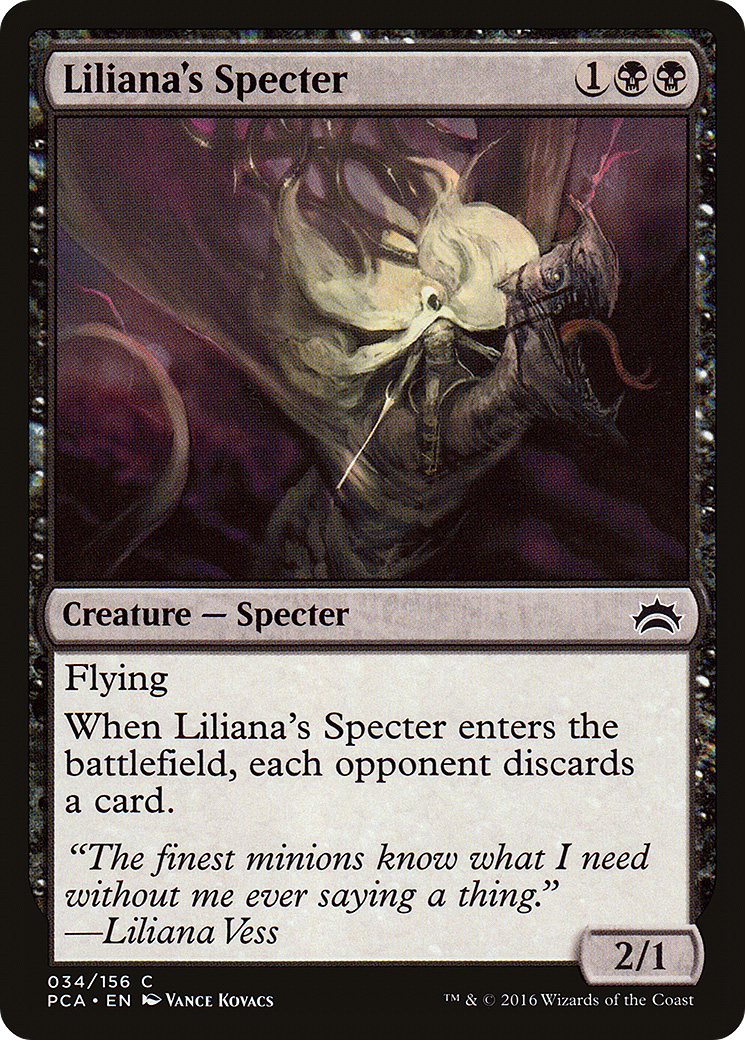 Liliana's Specter 1
Creature — Specter
Flying
When Liliana's Specter enters the
battlefield, each opponent discards
a card.
"The finest minions know what I need
without me ever saying a thing."
—Liliana Vess
2/1
034/156 C
PCA • EN Vance Kovacs
™ & © 2016 Wizards of the Coast